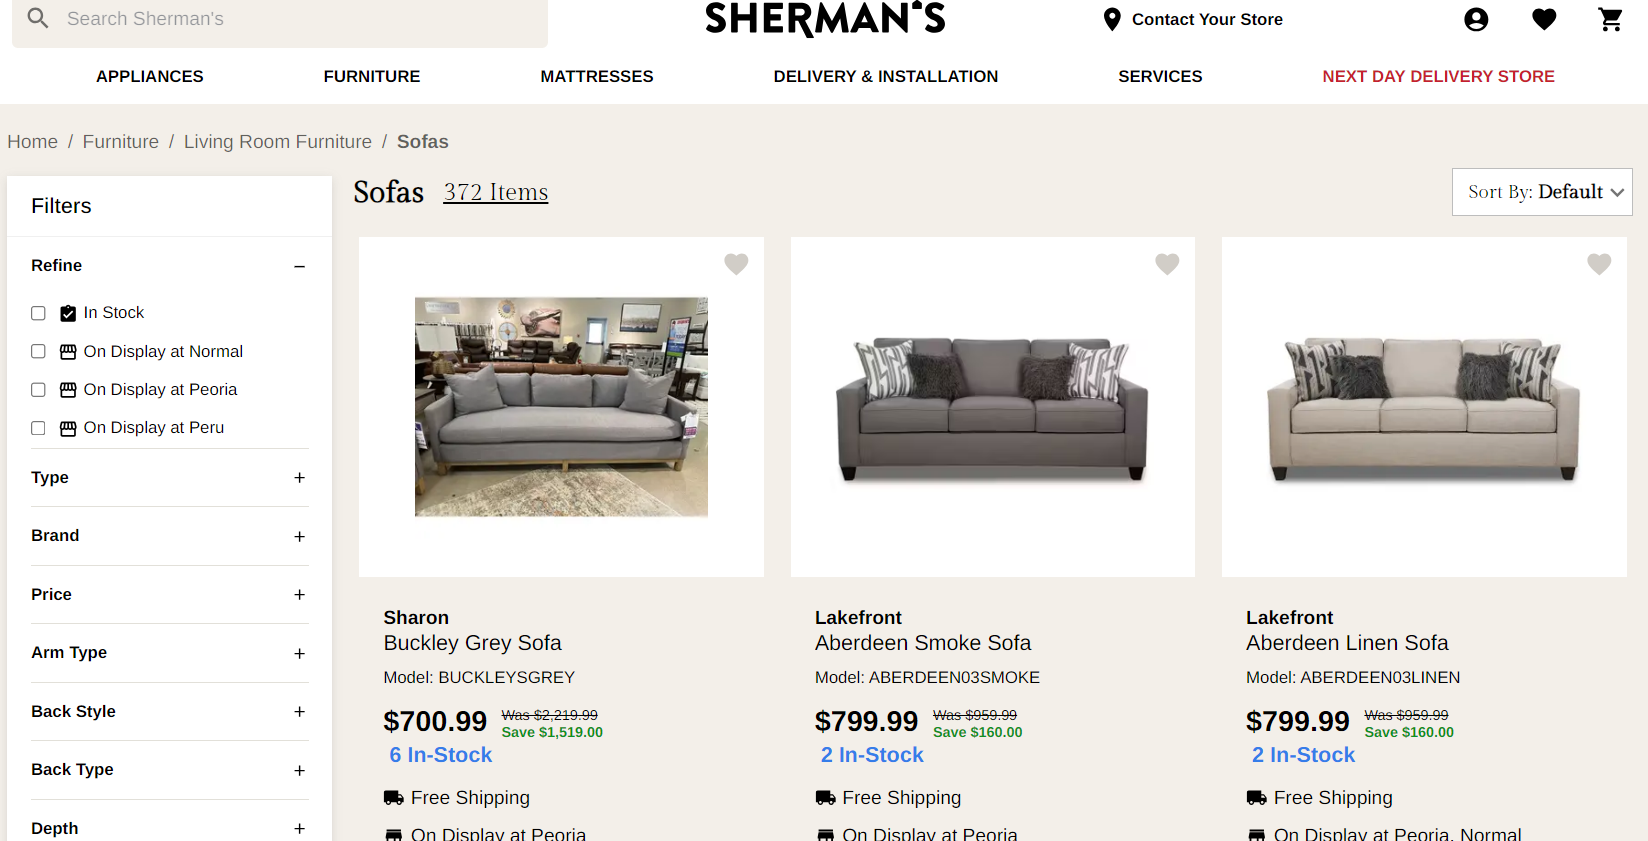 Search Sherman's
SHERMAN'S
Contact Your Store
APPLIANCES
FURNITURE
MATTRESSES
DELIVERY & INSTALLATION
SERVICES
NEXT DAY DELIVERY STORE
Home / Furniture / Living Room Furniture / Sofas
Filters
Refine
In Stock
On Display at Normal
On Display at Peoria
On Display at Peru
Type
Brand
Price
Arm Type
Back Style
Back Type
Depth
Sofas 372 Items
Sort By: Default
Sharon
Buckley Grey Sofa
Model: BUCKLEYSGREY
$700.99 Was $2,219.99
Save $1,519.00
6 In-Stock
Free Shipping
On Display at Peoria
Lakefront
Aberdeen Smoke Sofa
Model: ABERDEEN03SMOKE
$799.99 Was $959.99
Save $160.00
2 In-Stock
Free Shipping
On Display at Peoria
Lakefront
Aberdeen Linen Sofa
Model: ABERDEEN03LINEN
$799.99 Was $959.99
Save $160.00
2 In-Stock
Free Shipping
On Display at Peoria, Normal